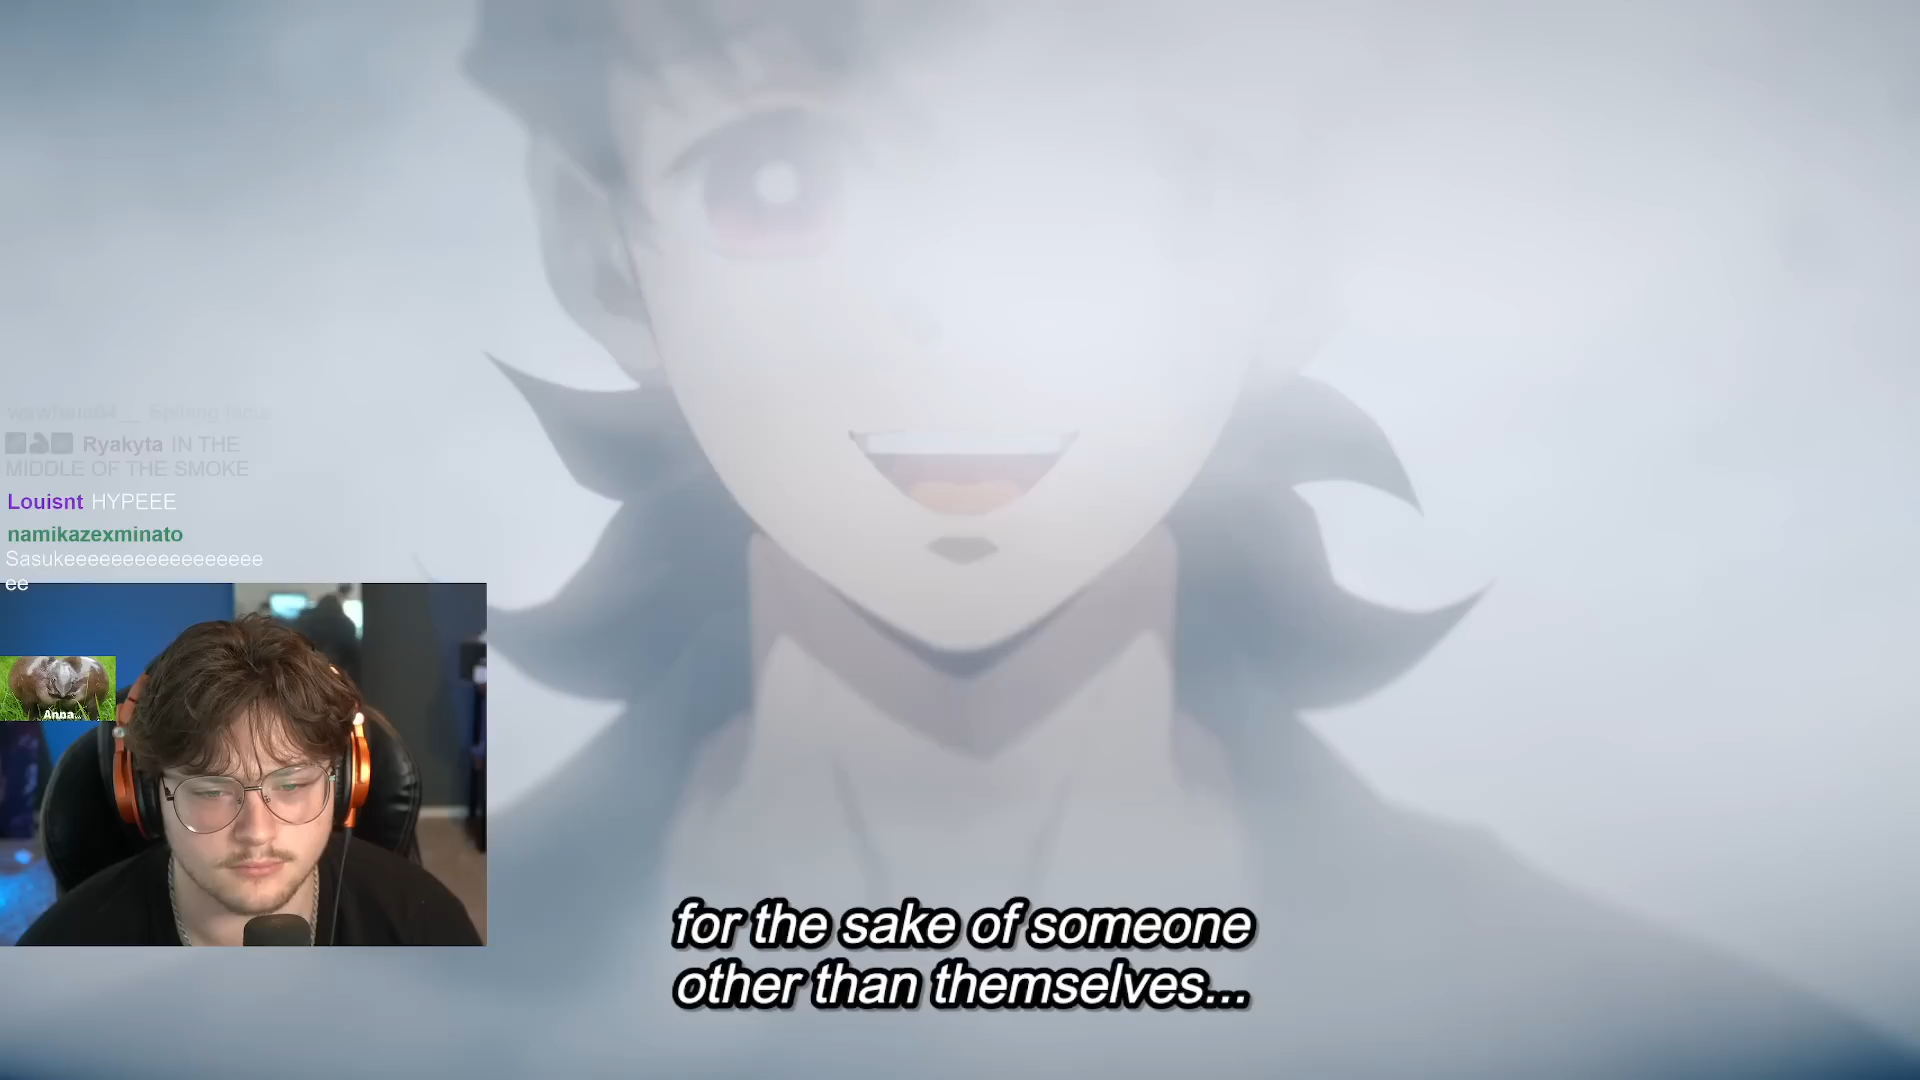 Ryakyta IN THE
MIDDLE OF THE SMOKE
Louisnt HYPEEE
namikazexminato
Sasukeeeeeeeeeeeeeeeeee
ee
Anna...
for the sake of someone
other than themselves...